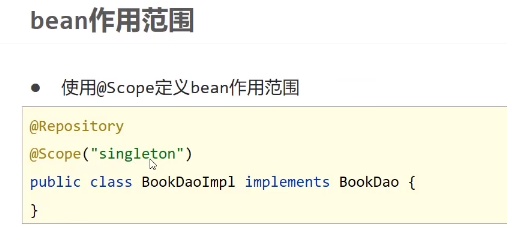 bean作用范围
● 使用@Scope定义bean作用范围
@Repository
@Scope("singleton")
public class BookDaoImpl implements BookDao {
}